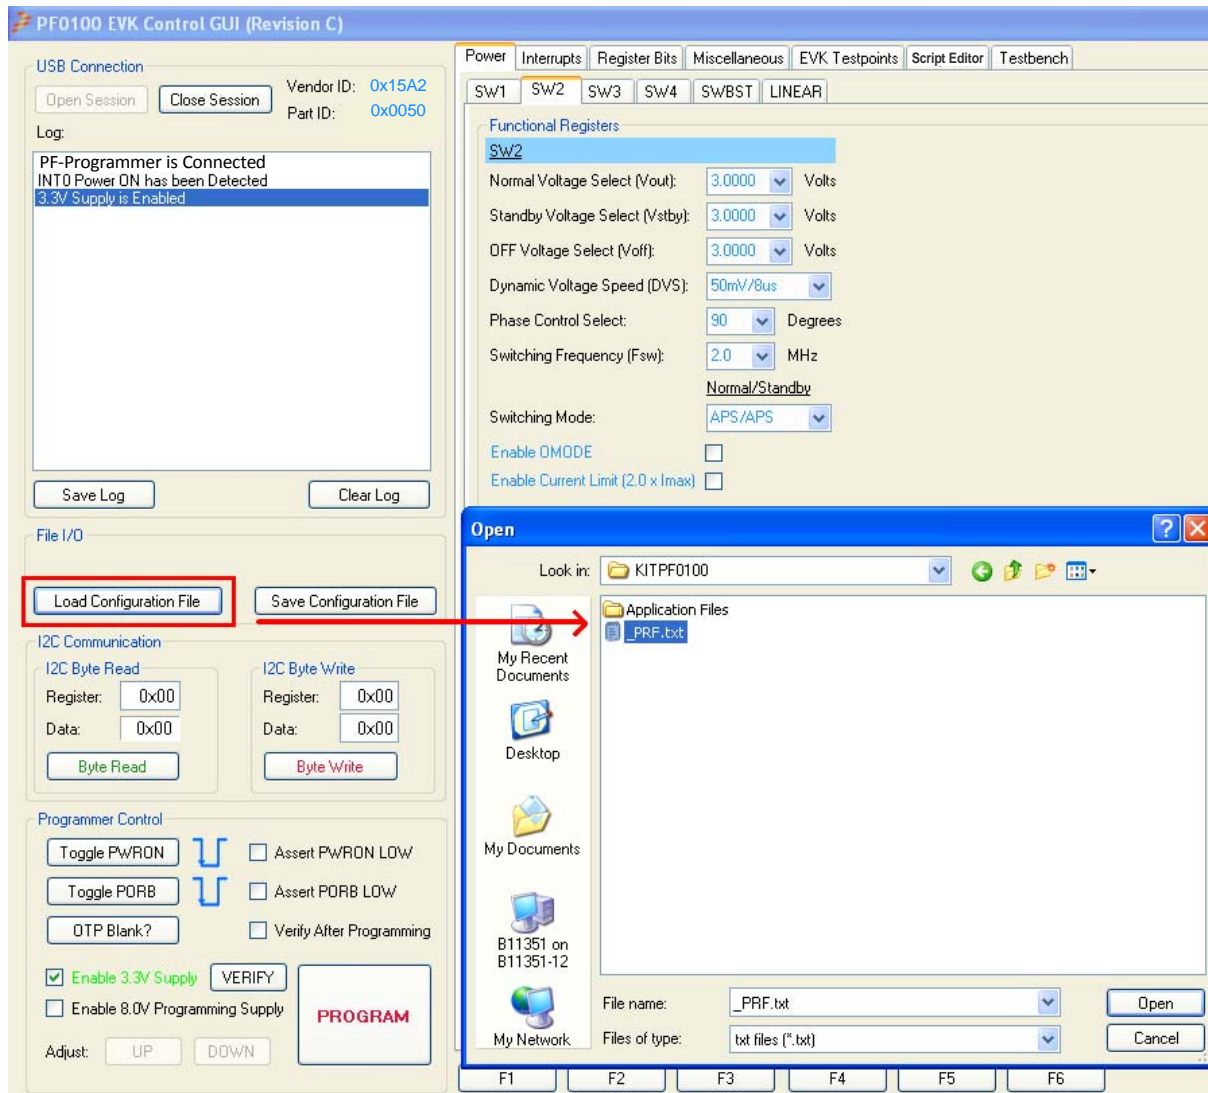 PF0100 EVK Control GUI (Revision C)
USB Connection
Open Session
Close Session
Vendor ID: 0x15A2
Part ID: 0x0050
Log:
PF-Programmer is Connected
INT0 Power ON has been Detected
3.3V Supply is Enabled
Save Log
Clear Log
File I/O
Load Configuration File
Save Configuration File
I2C Communication
I2C Byte Read
Register: 0x00
Data: 0x00
Byte Read
I2C Byte Write
Register: 0x00
Data: 0x00
Byte Write
Programmer Control
Toggle PWRON
Assert PWRON LOW
Toggle PORB
Assert PORB LOW
OTP Blank?
Verify After Programming
Enable 3.3V Supply
VERIFY
Enable 8.0V Programming Supply
PROGRAM
Adjust: UP DOWN
Power Interrupts Register Bits Miscellaneous EVK Testpoints Script Editor Testbench
SW1 SW2 SW3 SW4 SWBST LINEAR
Functional Registers
SW2
Normal Voltage Select (Vout): 3.0000 Volts
Standby Voltage Select (Vstby): 3.0000 Volts
OFF Voltage Select (Voff): 3.0000 Volts
Dynamic Voltage Speed (DVS): 50mV/8us
Phase Control Select: 90 Degrees
Switching Frequency (Fsw): 2.0 MHz
Normal/Standby
Switching Mode: APS/APS
Enable OMODE
Enable Current Limit (2.0 x Imax)
Open
Look in: KITPF0100
My Recent Documents
Desktop
My Documents
B11351 on B11351-12
My Network
Application Files
_PRF.txt
File name: _PRF.txt
Open
Files of type: txt files (*.txt)
Cancel
F1 F2 F3 F4 F5 F6